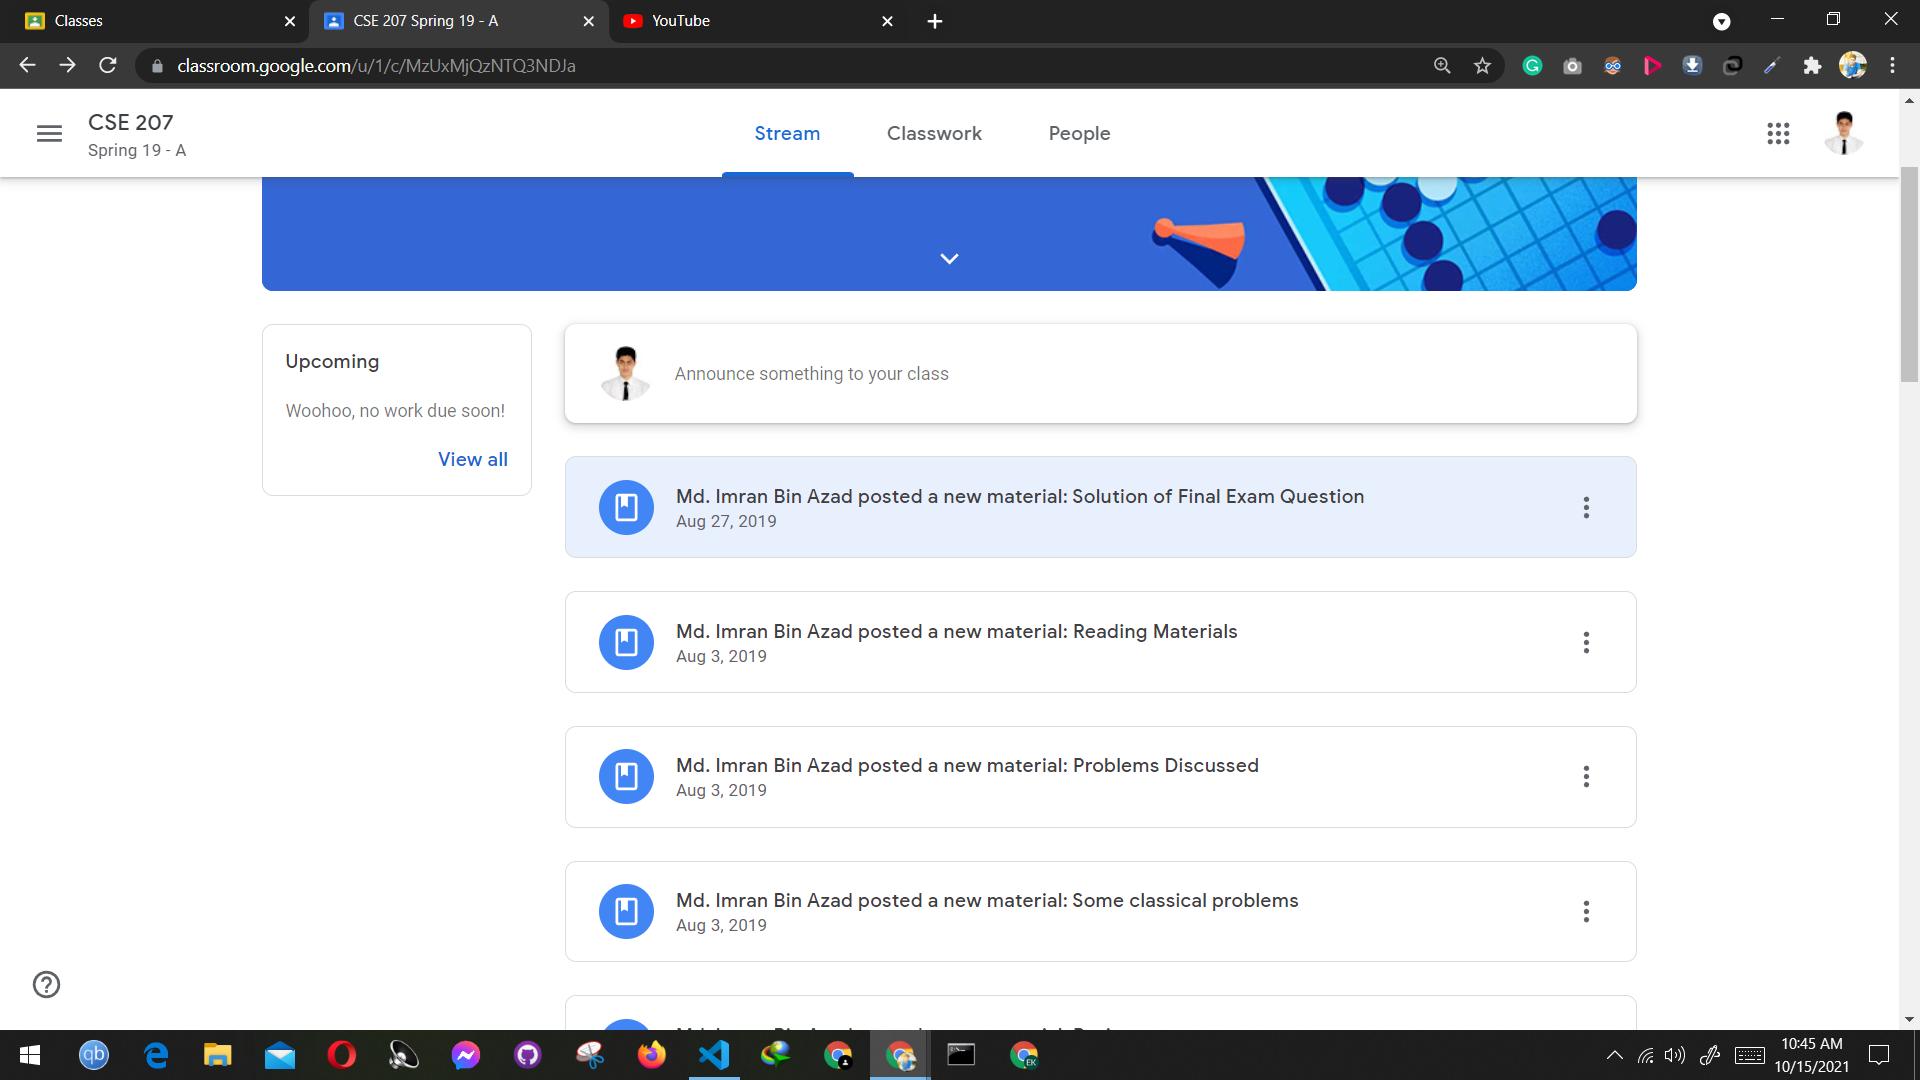 Classes
CSE 207 Spring 19 - A
YouTube
classroom.google.com/u/1/c/MzUxMjQzNTQ3NDJa
CSE 207
Spring 19 - A
Stream
Classwork
People
Upcoming
Woohoo, no work due soon!
View all
Announce something to your class
Md. Imran Bin Azad posted a new material: Solution of Final Exam Question
Aug 27, 2019
Md. Imran Bin Azad posted a new material: Reading Materials
Aug 3, 2019
Md. Imran Bin Azad posted a new material: Problems Discussed
Aug 3, 2019
Md. Imran Bin Azad posted a new material: Some classical problems
Aug 3, 2019
qb
EK
10:45 AM
10/15/2021